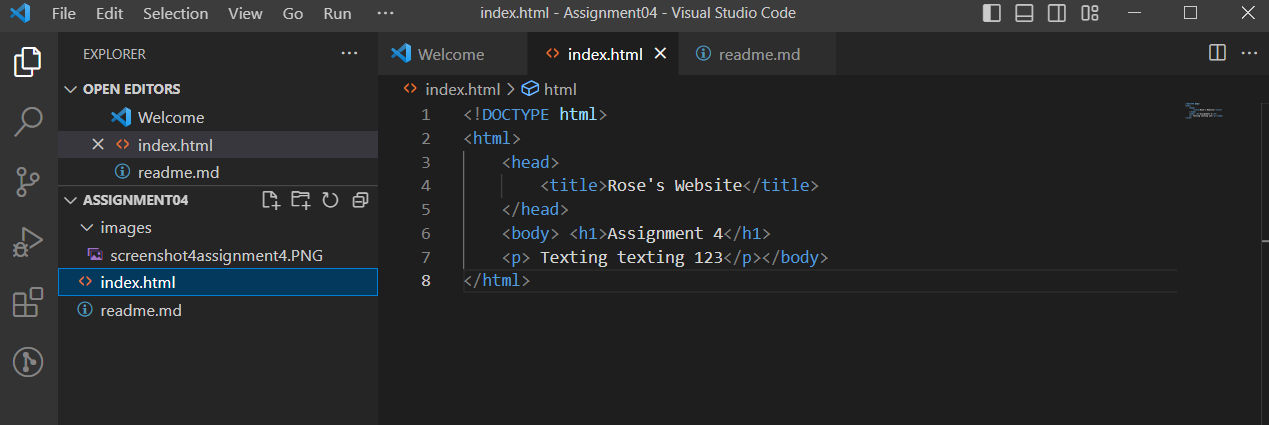 File Edit Selection View Go Run ··· index.html - Assignment04 - Visual Studio Code
EXPLORER ···
OPEN EDITORS
Welcome
index.html
readme.md
ASSIGNMENT04
images
screenshot4assignment4.PNG
index.html
readme.md
Welcome index.html readme.md
index.html > html
1 <!DOCTYPE html>
2 <html>
3 <head>
4 <title>Rose's Website</title>
5 </head>
6 <body> <h1>Assignment 4</h1>
7 <p> Texting texting 123</p></body>
8 </html>